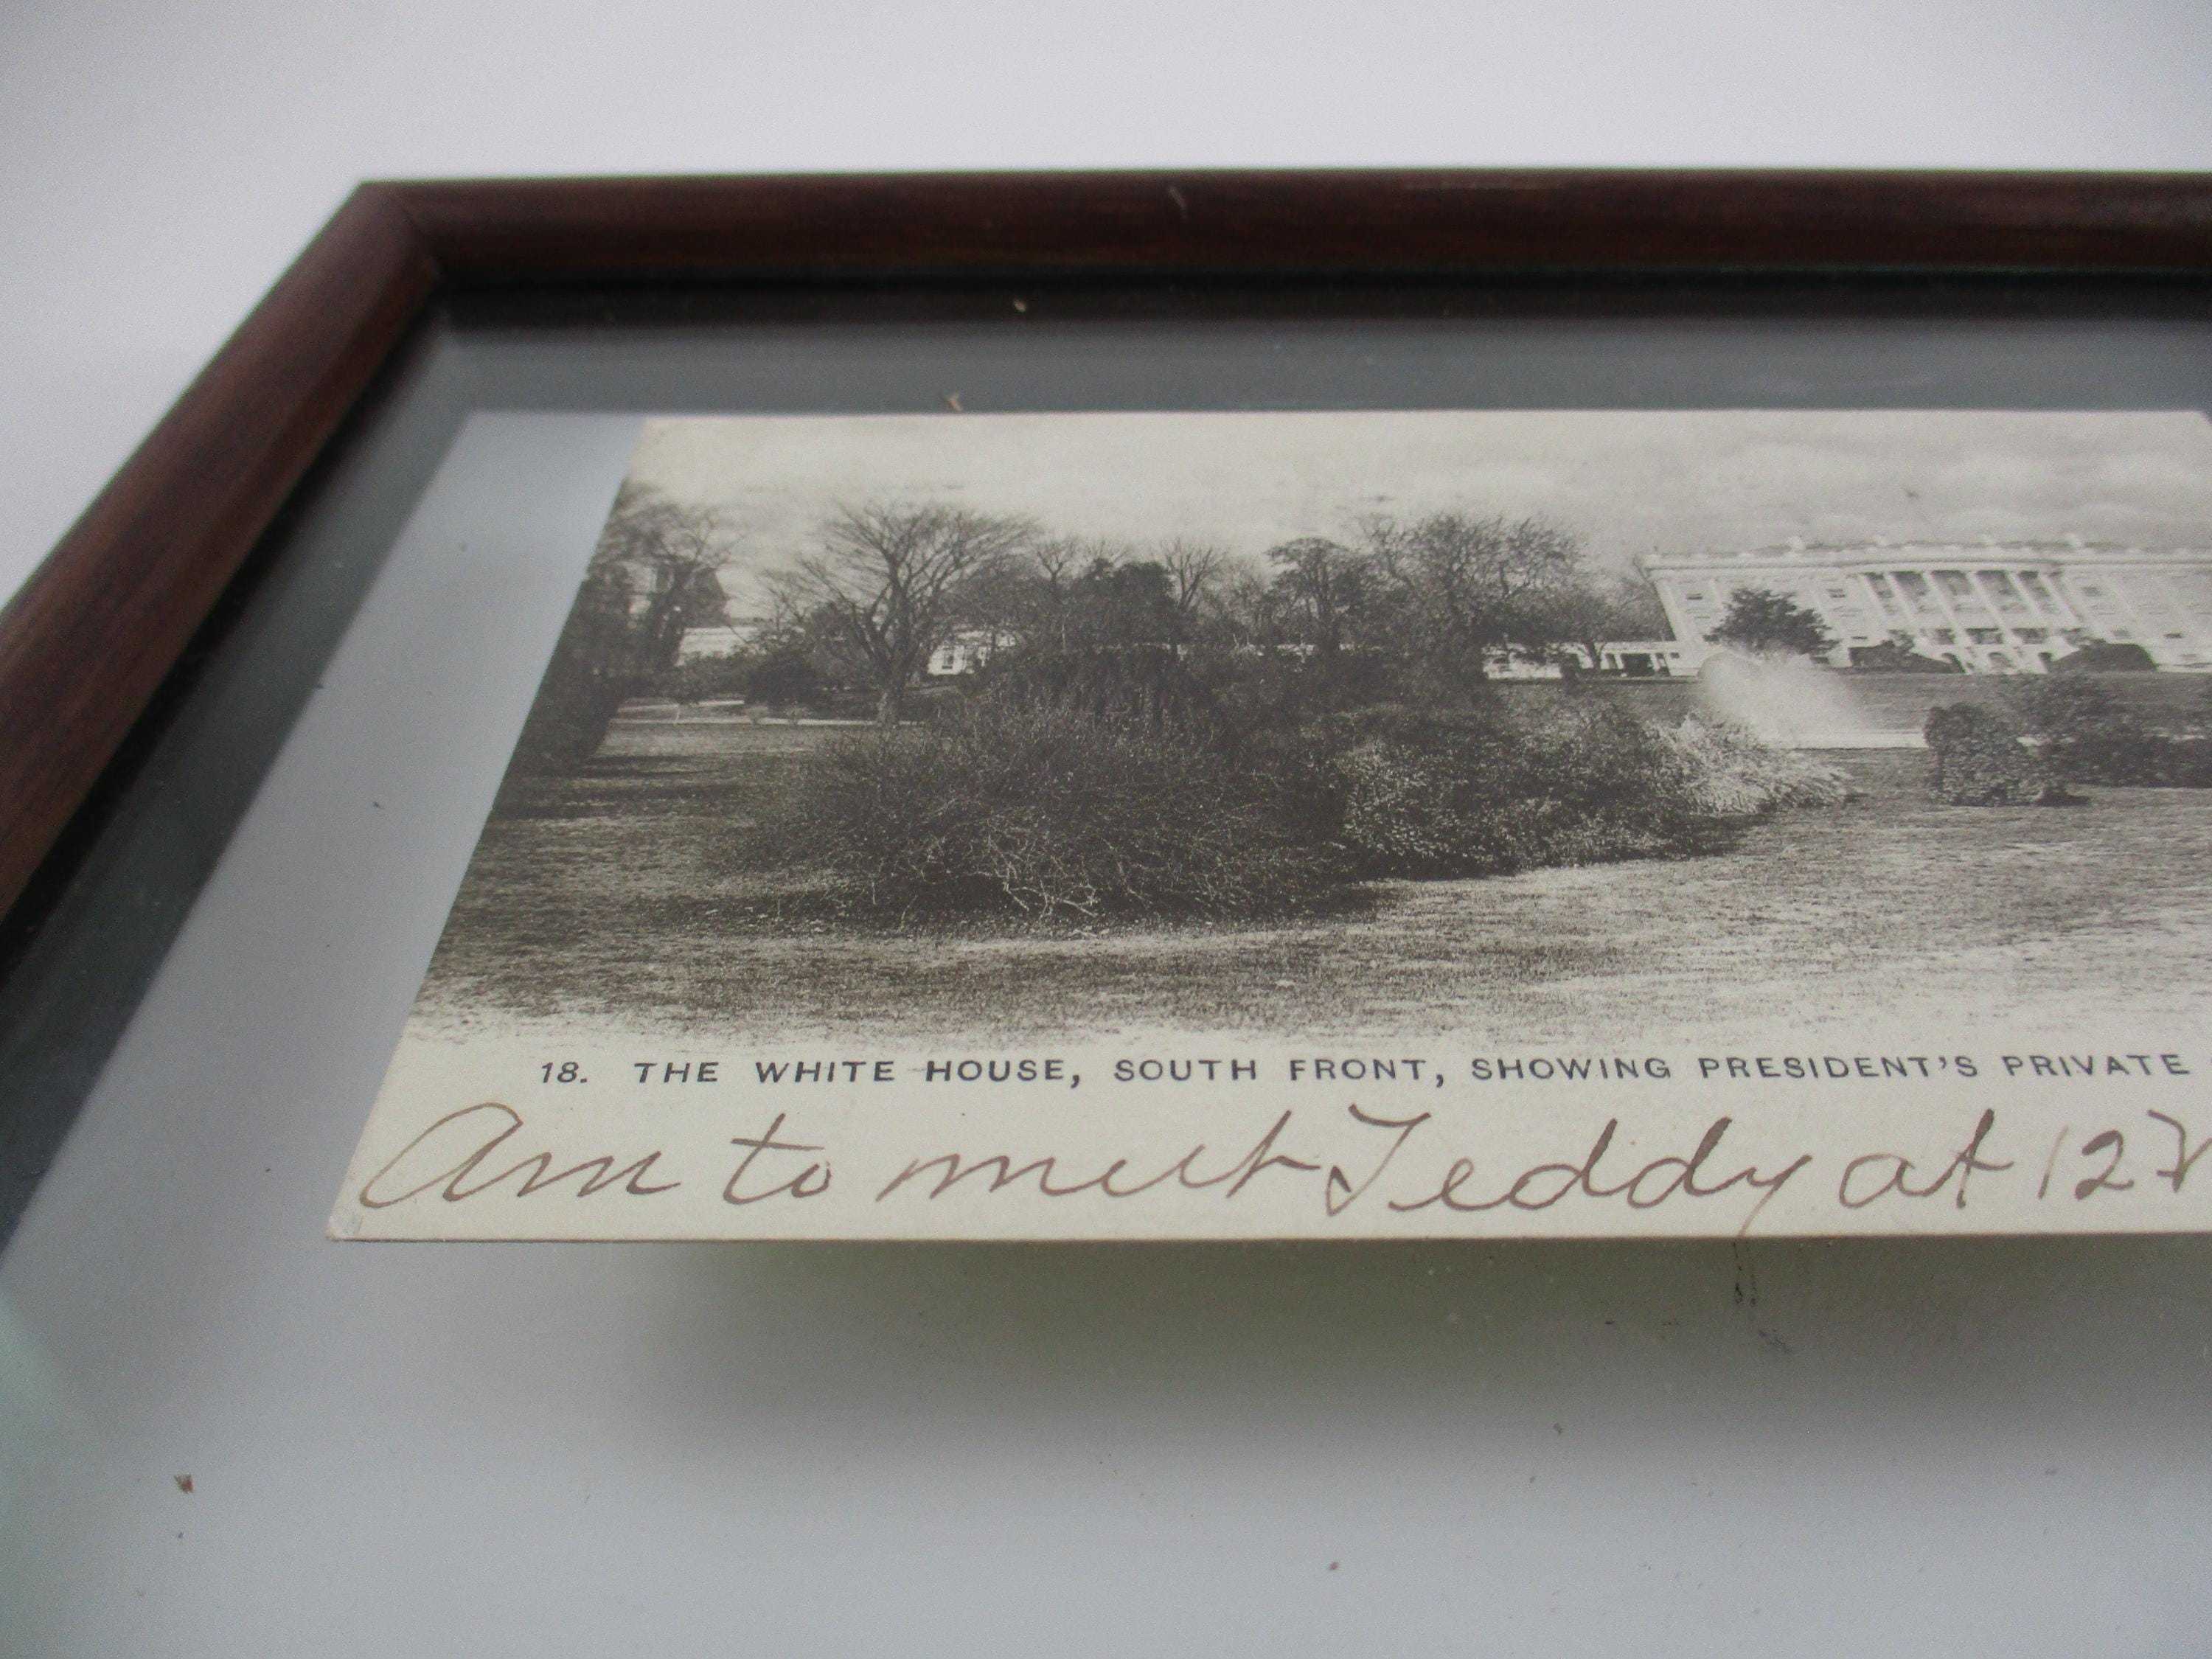 18. THE WHITE HOUSE, SOUTH FRONT, SHOWING PRESIDENT'S PRIVATE
Am to meet Teddy at 12